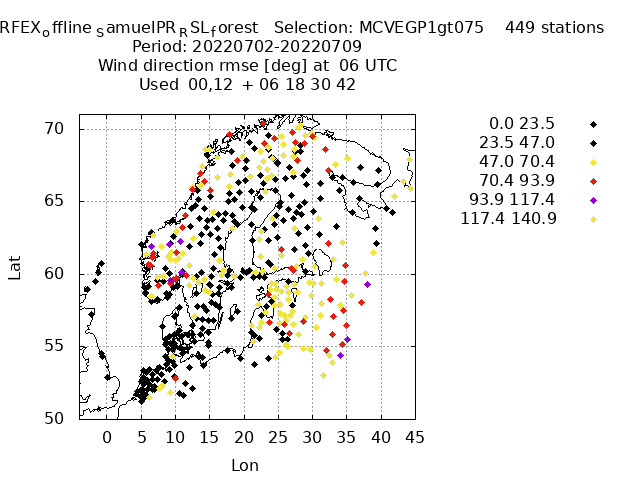 RFEXoffline SamuelPRRSLforest Selection: MCVEGP1gt075 449 stations
Period: 20220702-20220709
Wind direction rmse [deg] at 06 UTC
Used 00,12 + 06 18 30 42
0.0 23.5
23.5 47.0
47.0 70.4
70.4 93.9
93.9 117.4
117.4 140.9
70
65
60
55
50
Lat
0 5 10 15 20 25 30 35 40 45
Lon